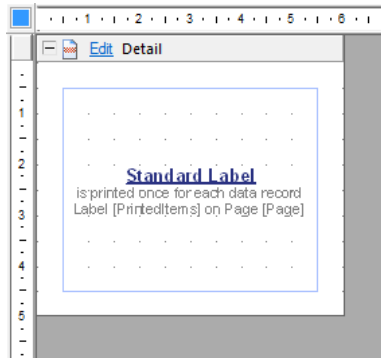 1 2 3 4 5 6
Edit Detail
1
2
3
4
5
Standard Label
is printed once for each data record
Label [PrintedItems] on Page [Page]